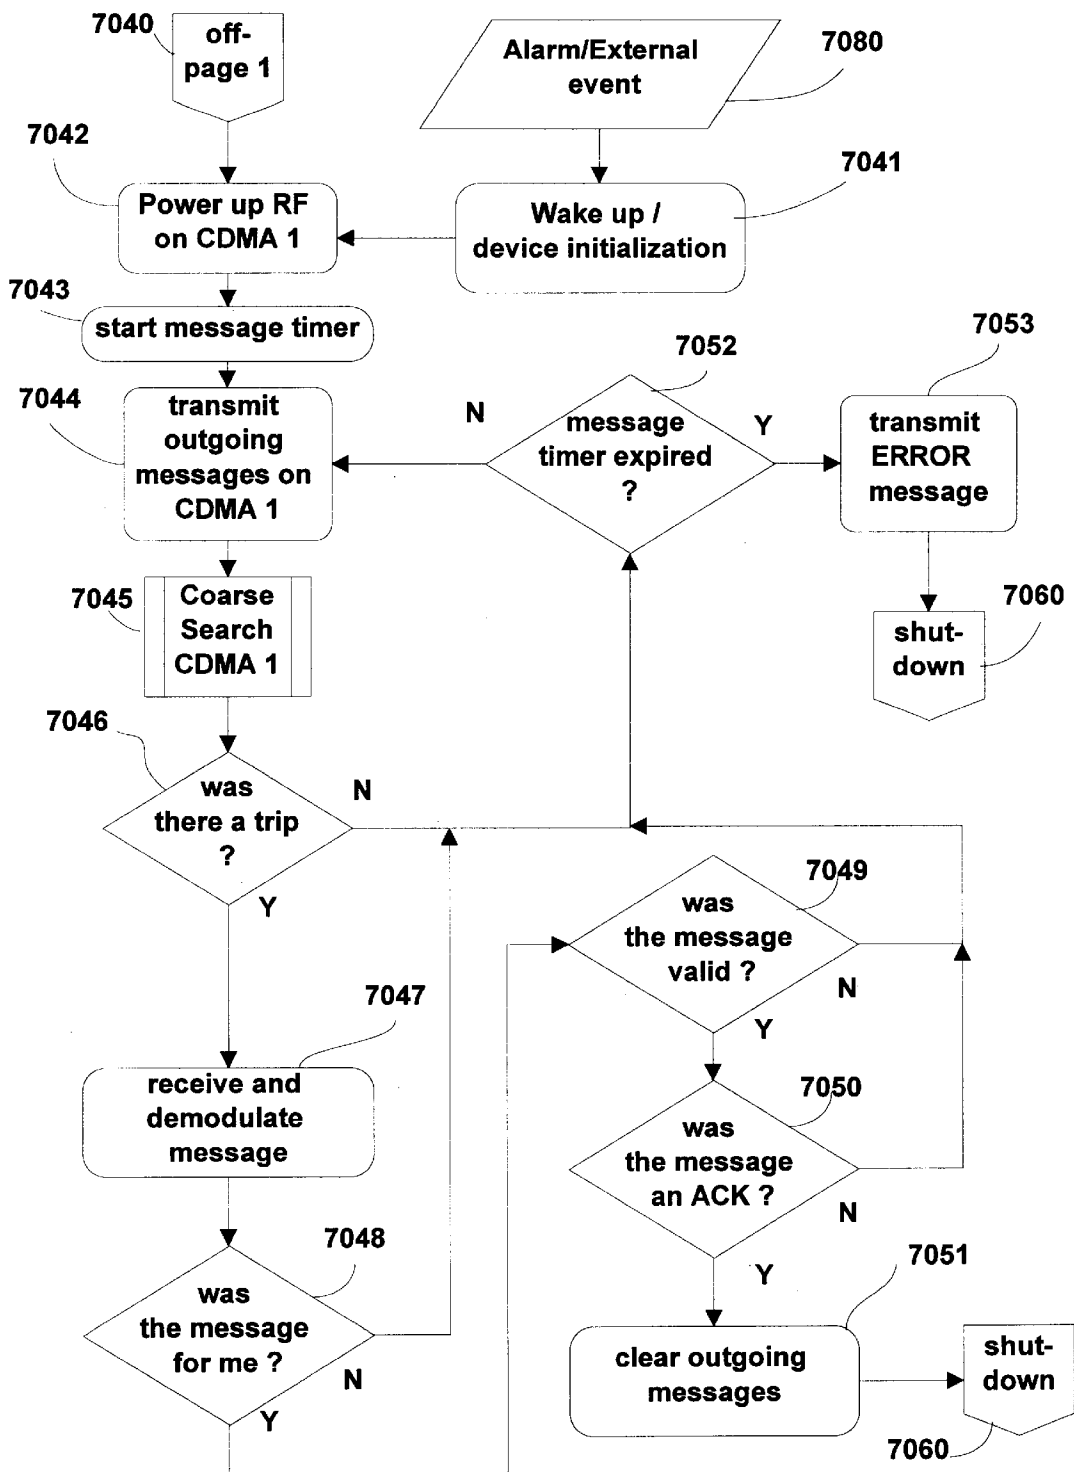 7040
off-
page 1
Alarm/External
event
7080
7042
7041
Power up RF
on CDMA 1
Wake up /
device initialization
7043
start message timer
7052
7053
7044
transmit
outgoing
messages on
CDMA 1
N
message
timer expired
?
Y
transmit
ERROR
message
7045
Coarse
Search
CDMA 1
7060
shut-
down
7046
was
there a trip
?
N
Y
7049
was
the message
valid ?
N
Y
7047
receive and
demodulate
message
7050
was
the message
an ACK ?
N
Y
7048
was
the message
for me ?
N
Y
7051
clear outgoing
messages
shut-
down
7060